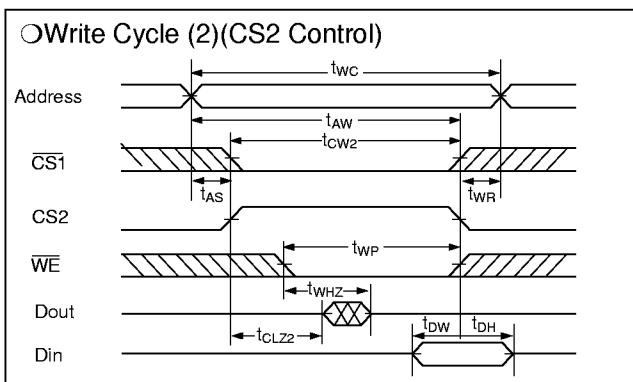 ○Write Cycle (2)(CS2 Control)
tWC
Address
tAW
tCW2
CS1
tAS
tWR
CS2
tWP
WE
tWHZ
Dout
tCLZ2
tDW
tDH
Din